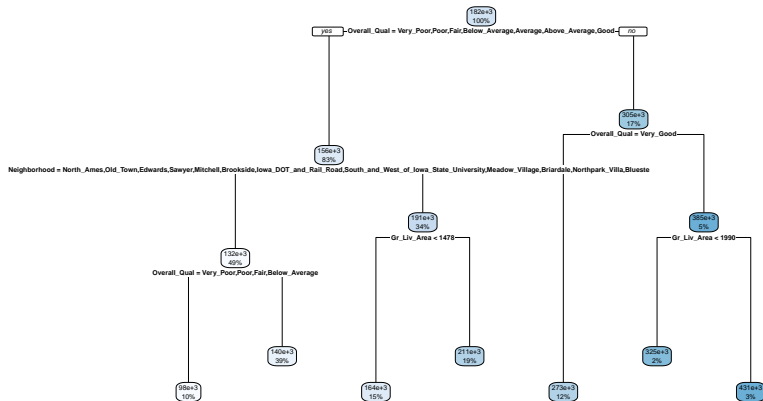 182e+3
100%
yes
Overall_Qual = Very_Poor,Poor,Fair,Below_Average,Average,Above_Average,Good
no
305e+3
17%
Overall_Qual = Very_Good
156e+3
83%
Neighborhood = North_Ames,Old_Town,Edwards,Sawyer,Mitchell,Brookside,Iowa_DOT_and_Rail_Road,South_and_West_of_Iowa_State_University,Meadow_Village,Briardale,Northpark_Villa,Blueste
191e+3
34%
Gr_Liv_Area < 1478
385e+3
5%
Gr_Liv_Area < 1990
132e+3
49%
Overall_Qual = Very_Poor,Poor,Fair,Below_Average
140e+3
39%
211e+3
19%
325e+3
2%
98e+3
10%
164e+3
15%
273e+3
12%
431e+3
3%